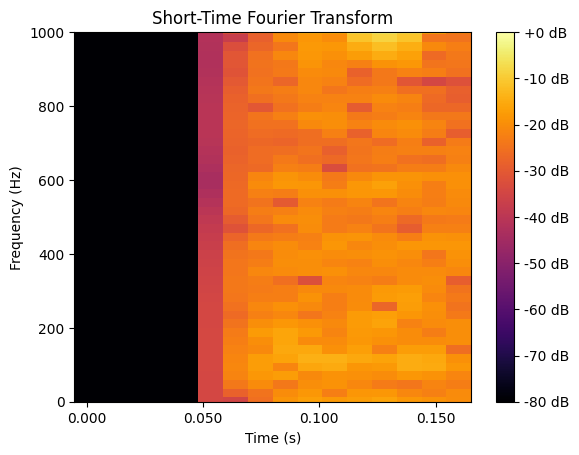 Short-Time Fourier Transform
Frequency (Hz)
1000
800
600
400
200
0
0.000
0.050
0.100
0.150
Time (s)
+0 dB
-10 dB
-20 dB
-30 dB
-40 dB
-50 dB
-60 dB
-70 dB
-80 dB